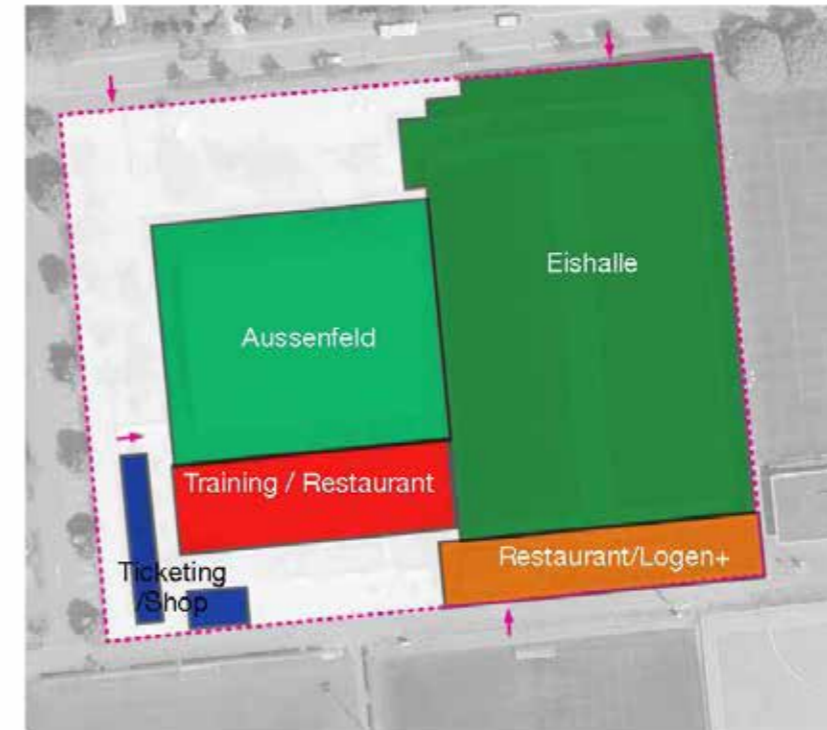 Eishalle
Aussenfeld
Training / Restaurant
Restaurant/Logen+
Ticketing
/Shop